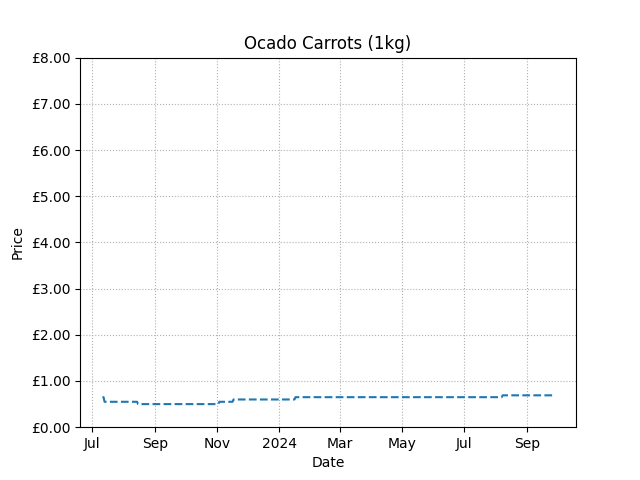 Ocado Carrots (1kg)
£8.00
£7.00
£6.00
£5.00
£4.00
£3.00
£2.00
£1.00
£0.00
Price
Jul Sep Nov 2024 Mar May Jul Sep
Date